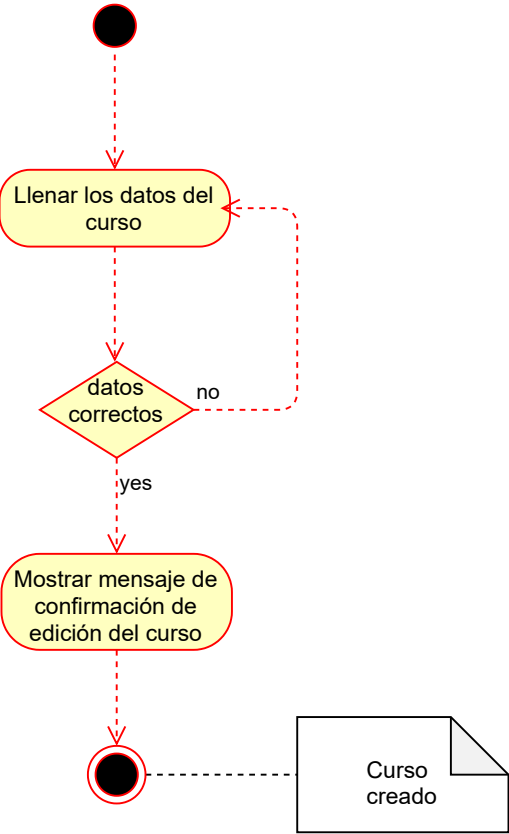 Llenar los datos del
curso
datos
correctos
no
yes
Mostrar mensaje de
confirmación de
edición del curso
Curso
creado